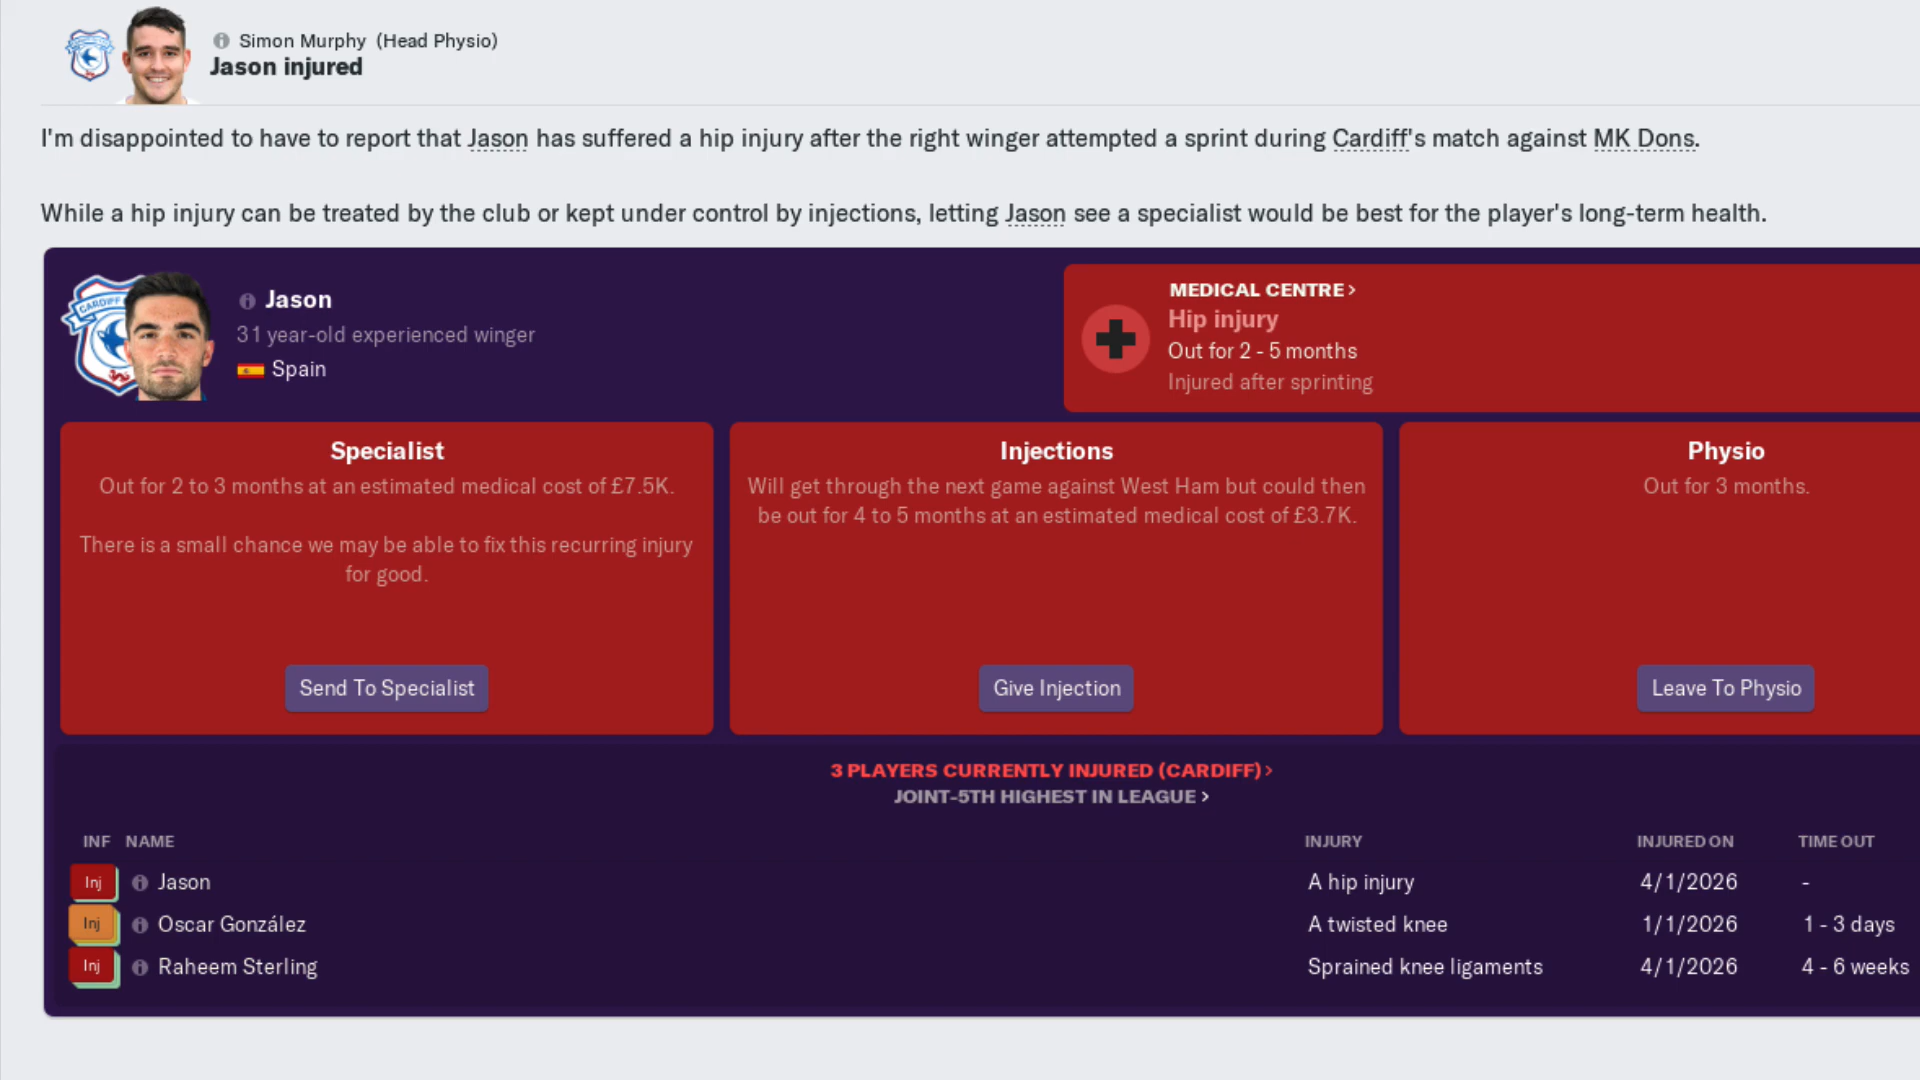 Simon Murphy (Head Physio)
Jason injured
I'm disappointed to have to report that Jason has suffered a hip injury after the right winger attempted a sprint during Cardiff's match against MK Dons.
While a hip injury can be treated by the club or kept under control by injections, letting Jason see a specialist would be best for the player's long-term health.
CARDIFF
Jason
31 year-old experienced winger
Spain
MEDICAL CENTRE >
Hip injury
Out for 2 - 5 months
Injured after sprinting
Specialist
Out for 2 to 3 months at an estimated medical cost of £7.5K.
There is a small chance we may be able to fix this recurring injury
for good.
Send To Specialist
Injections
Will get through the next game against West Ham but could then
be out for 4 to 5 months at an estimated medical cost of £3.7K.
Give Injection
Physio
Out for 3 months.
Leave To Physio
3 PLAYERS CURRENTLY INJURED (CARDIFF) >
JOINT-5TH HIGHEST IN LEAGUE >
INF NAME INJURY INJURED ON TIME OUT
Inj Jason A hip injury 4/1/2026 -
Inj Oscar González A twisted knee 1/1/2026 1 - 3 days
Inj Raheem Sterling Sprained knee ligaments 4/1/2026 4 - 6 weeks